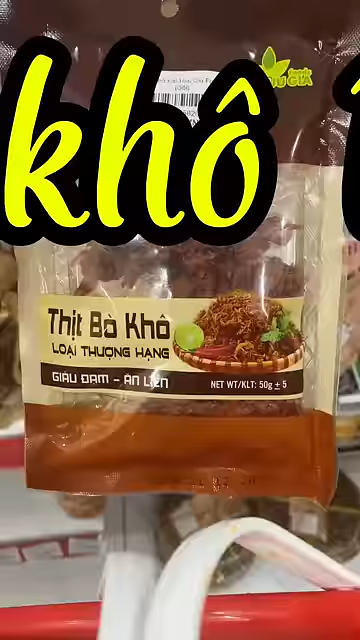 khô
Thịt Bò Khô
LOẠI THƯỢNG HẠNG
GIÀU ĐẠM - ĂN LIỀN
NET WT/KLT: 50g ± 5